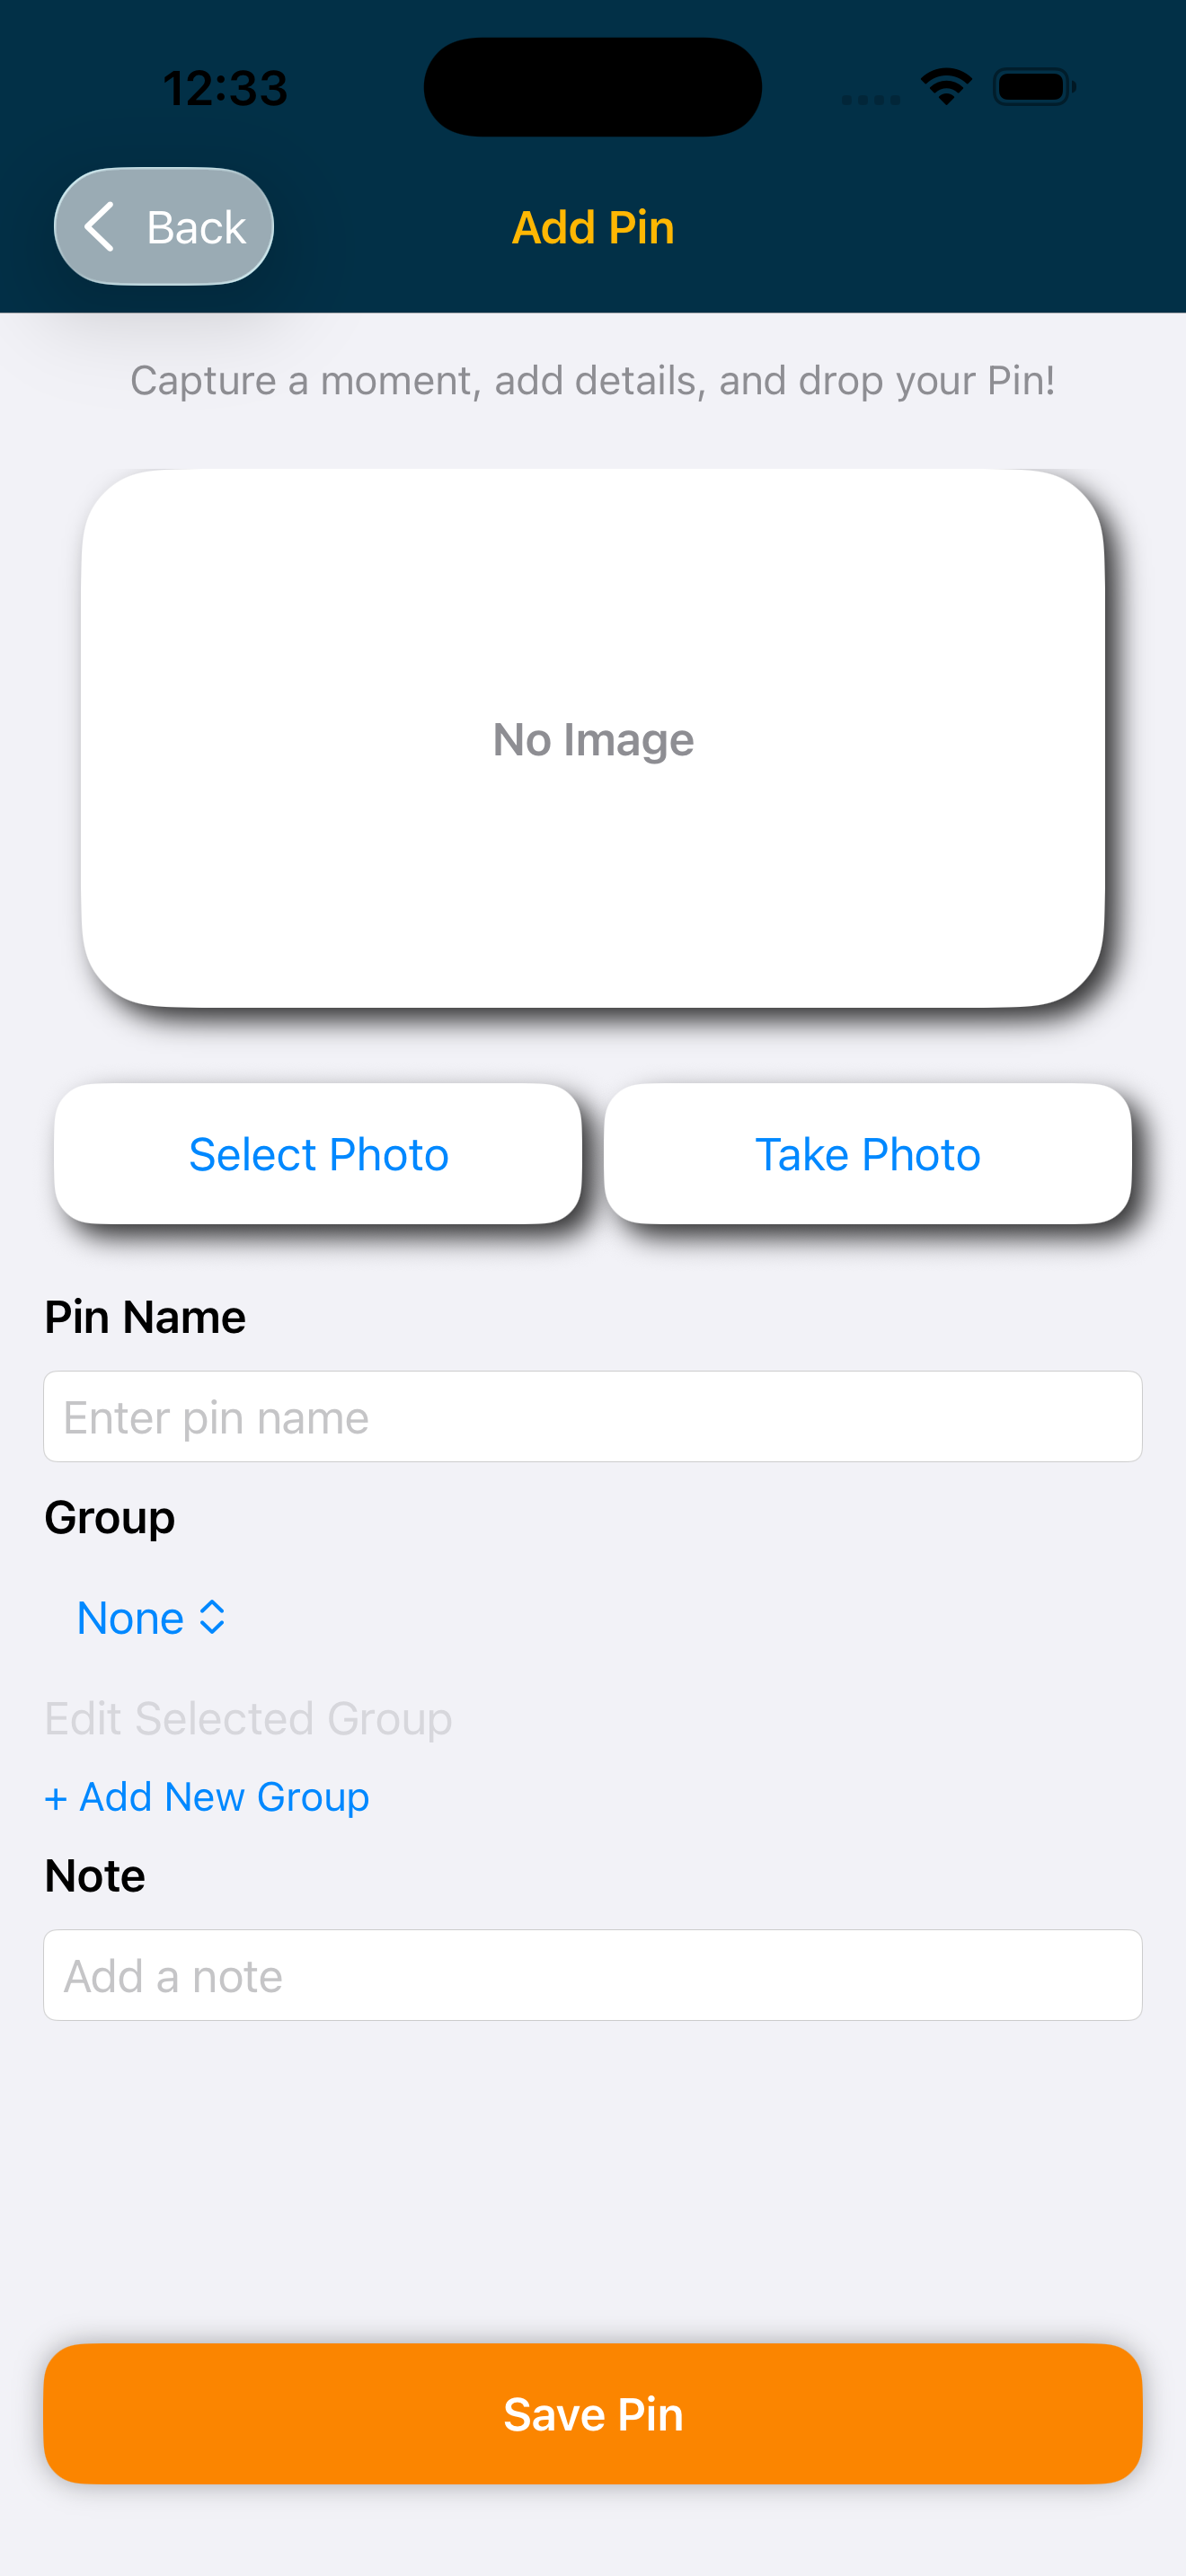 12:33
Back
Add Pin
Capture a moment, add details, and drop your Pin!
No Image
Select Photo
Take Photo
Pin Name
Enter pin name
Group
None
Edit Selected Group
+ Add New Group
Note
Add a note
Save Pin